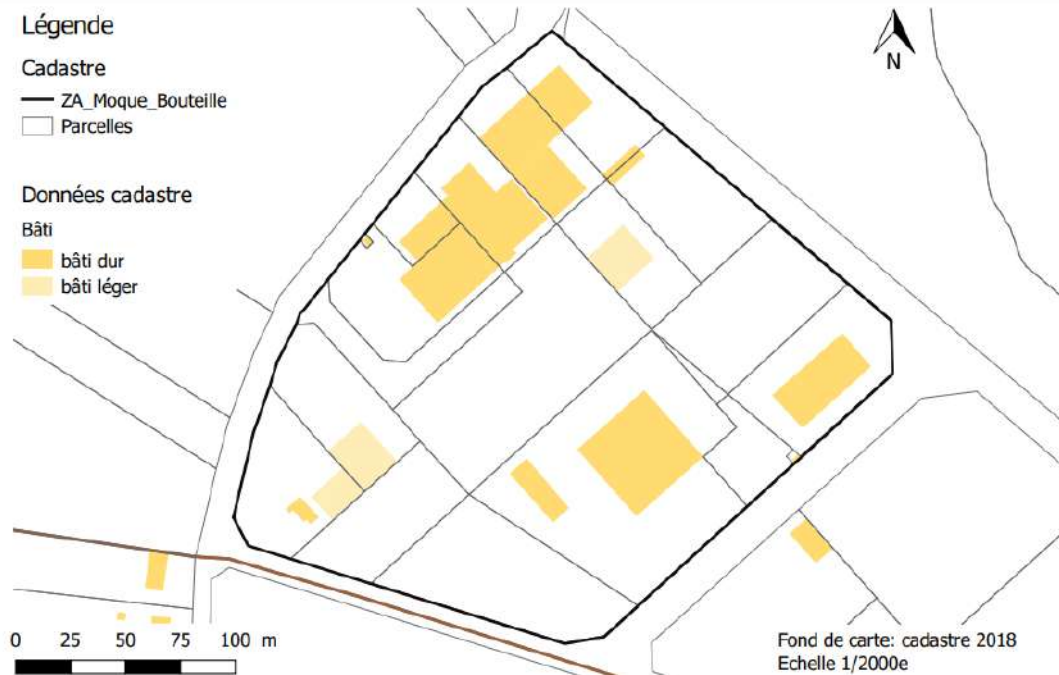 Légende
Cadastre
ZA_Moque_Bouteille
Parcelles
Données cadastre
Bâti
bâti dur
bâti léger
N
0 25 50 75 100 m
Fond de carte: cadastre 2018
Echelle 1/2000e